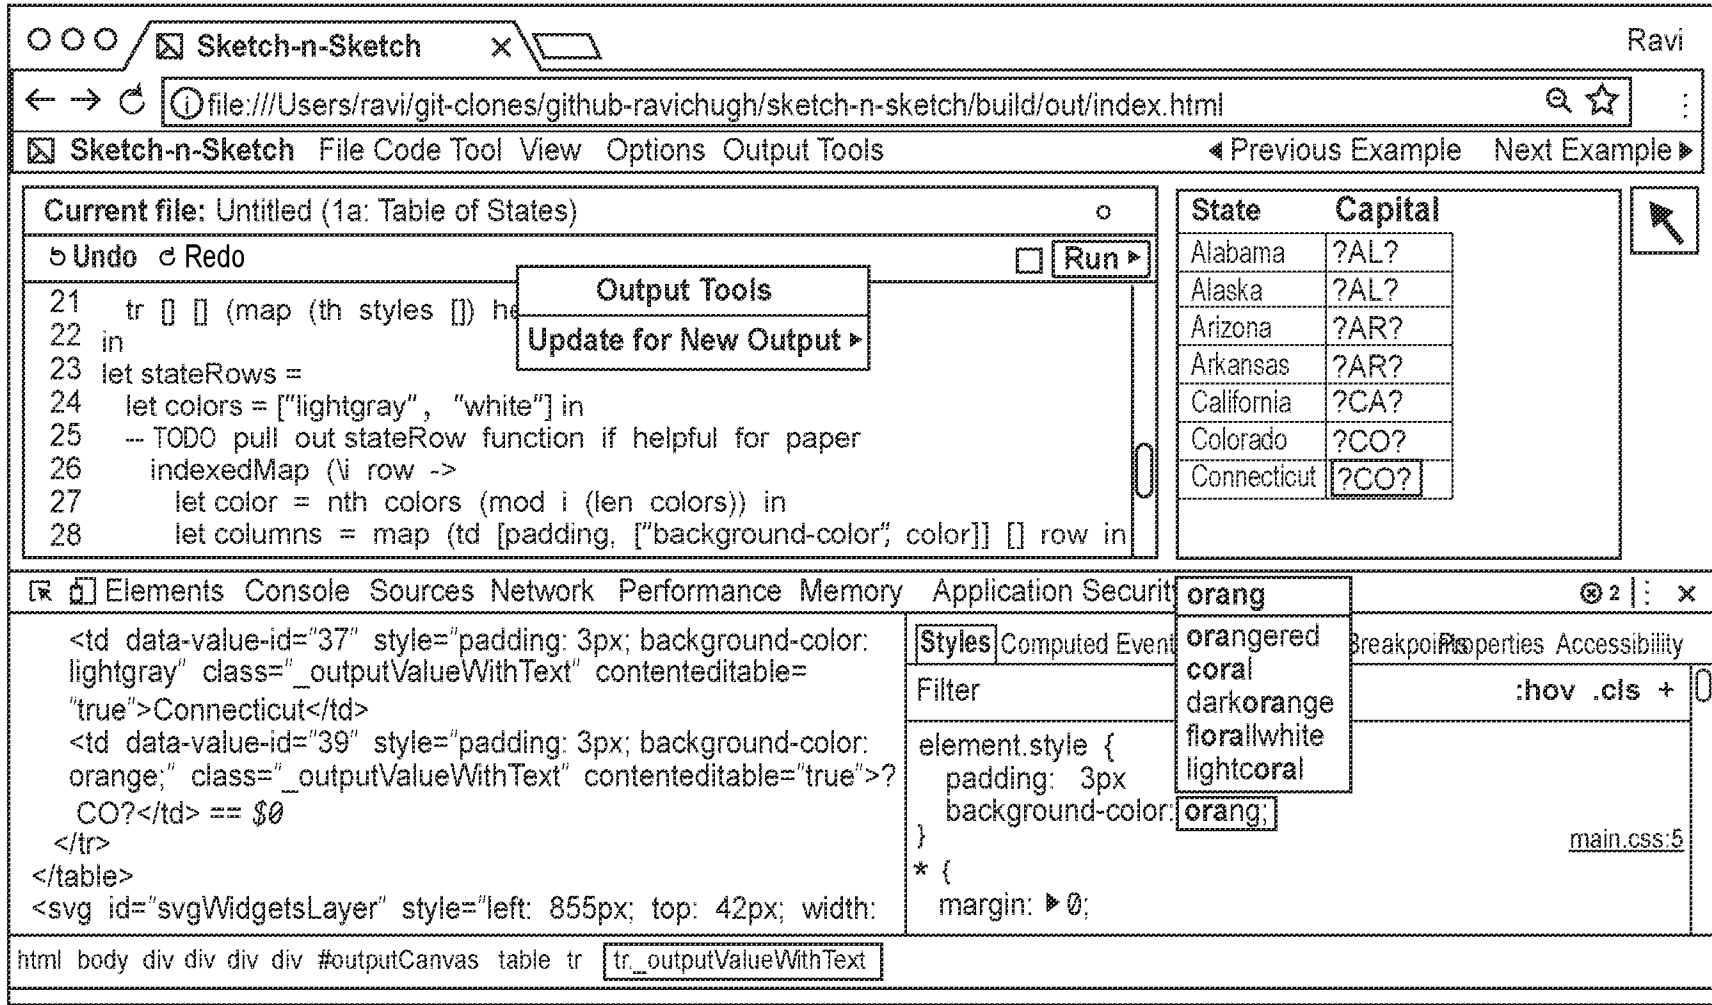 Sketch-n-Sketch
Ravi
file:///Users/ravi/git-clones/github-ravichugh/sketch-n-sketch/build/out/index.html
Sketch-n-Sketch File Code Tool View Options Output Tools
Previous Example Next Example
Current file: Untitled (1a: Table of States)
Undo Redo
Run
Output Tools
Update for New Output
21 tr [] [] (map (th styles []) he
22 in
23 let stateRows =
24 let colors = ["lightgray", "white"] in
25 -- TODO pull out stateRow function if helpful for paper
26 indexedMap (\i row ->
27 let color = nth colors (mod i (len colors)) in
28 let columns = map (td [padding, ["background-color", color]] [] row in
State Capital
Alabama ?AL?
Alaska ?AL?
Arizona ?AR?
Arkansas ?AR?
California ?CA?
Colorado ?CO?
Connecticut ?CO?
Elements Console Sources Network Performance Memory Application Securit
2
<td data-value-id="37" style="padding: 3px; background-color:
lightgray" class="_outputValueWithText" contenteditable=
"true">Connecticut</td>
<td data-value-id="39" style="padding: 3px; background-color:
orange;" class="_outputValueWithText" contenteditable="true">?
CO?</td> == $0
</tr>
</table>
<svg id="svgWidgetsLayer" style="left: 855px; top: 42px; width:
Styles Computed Event Breakpoints Properties Accessibility
Filter
:hov .cls +
orang
orangered
coral
darkorange
florallwhite
lightcoral
element.style {
padding: 3px
background-color: orang;
}
main.css:5
* {
margin: 0;
html body div div div div #outputCanvas table tr tr._outputValueWithText